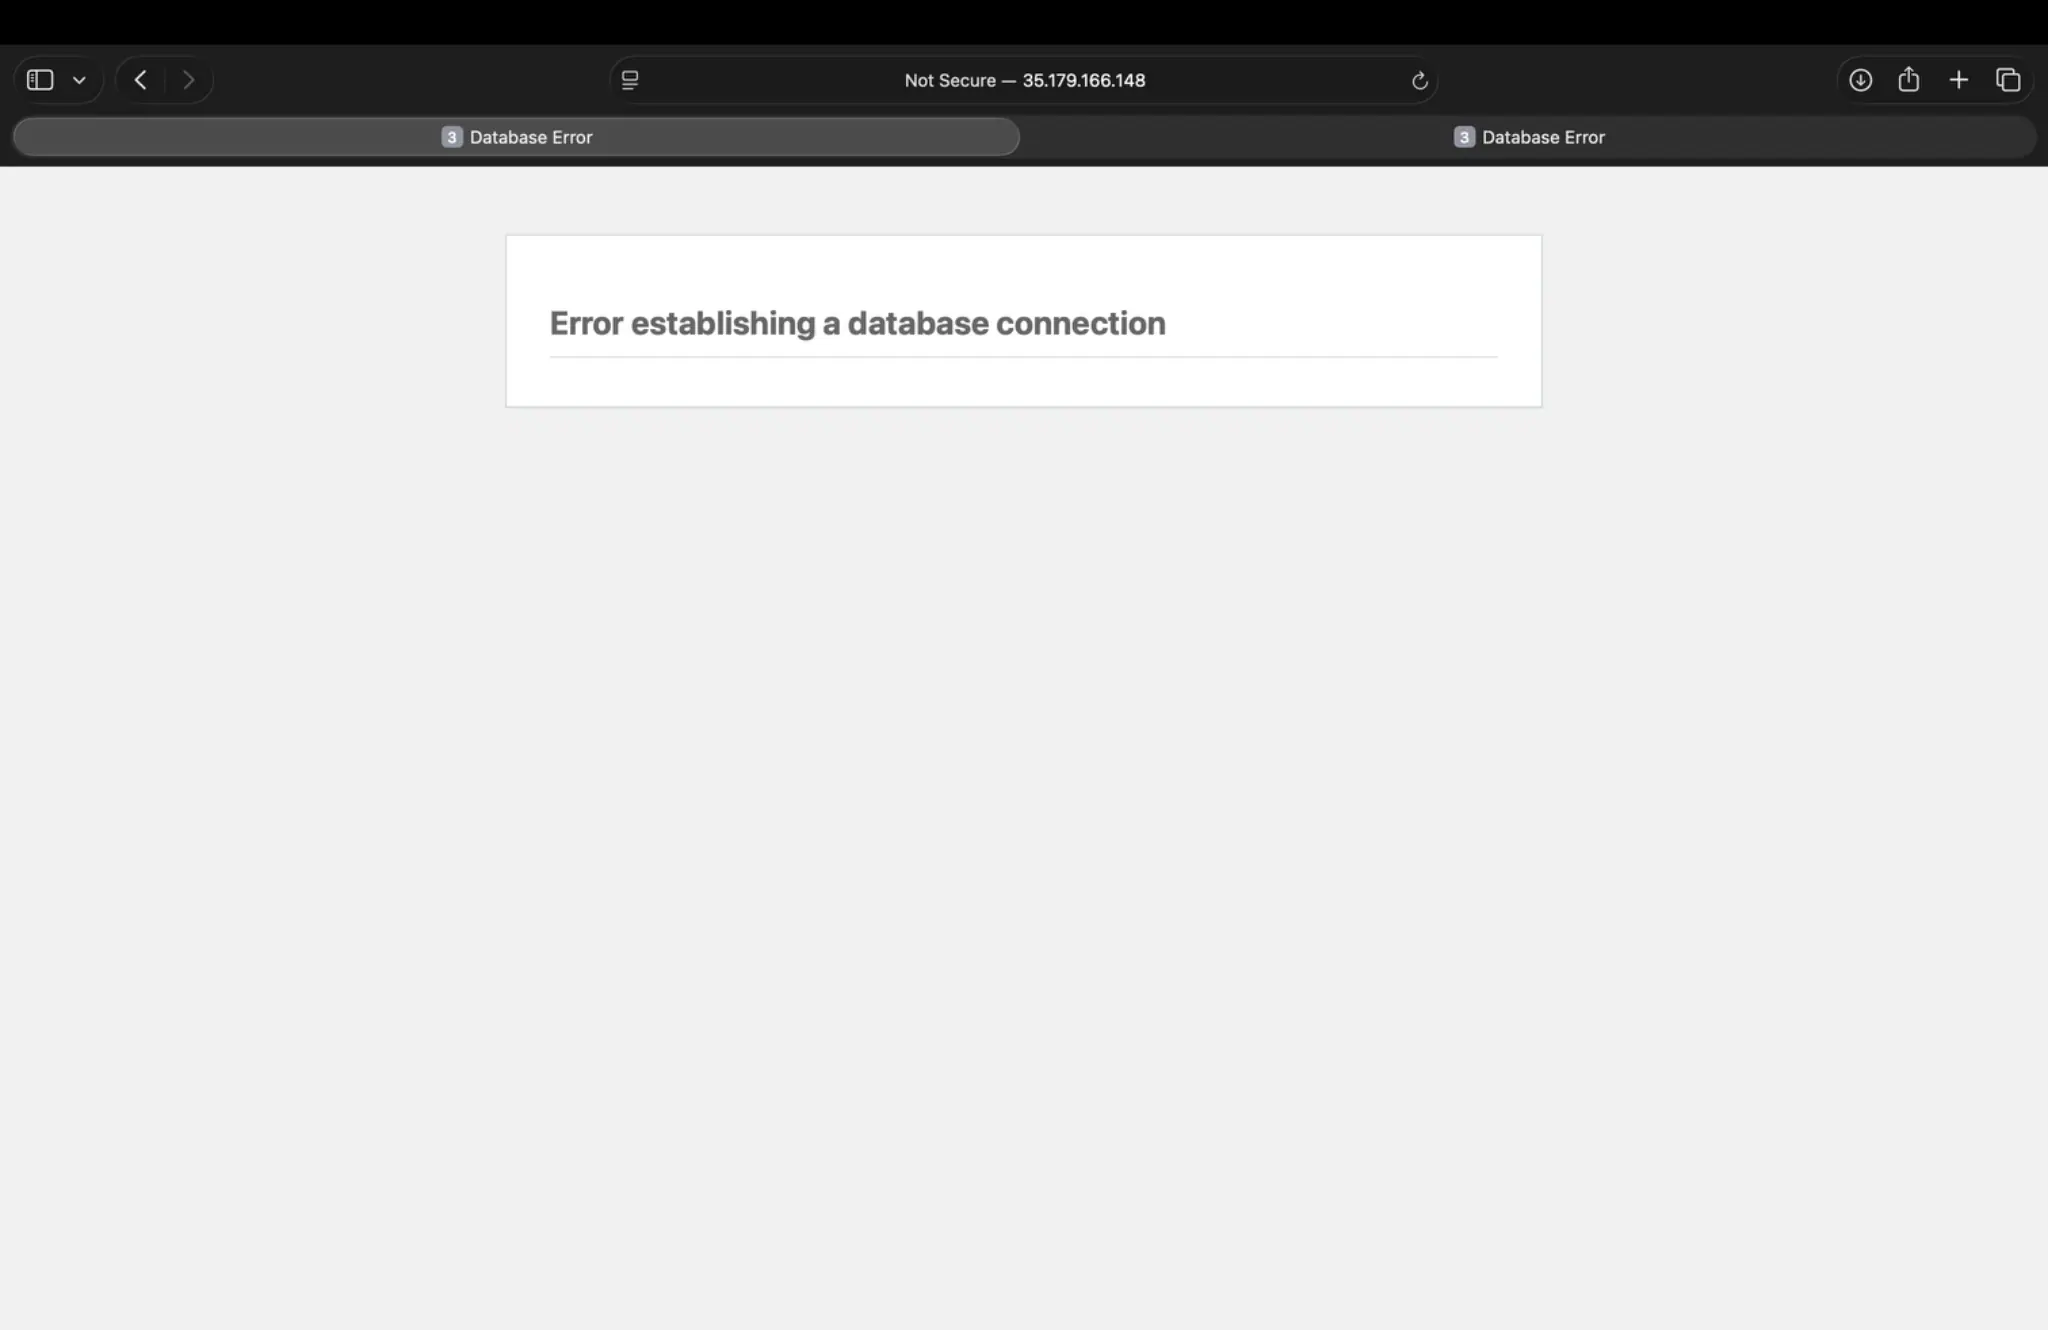 Not Secure — 35.179.166.148
3 Database Error
3 Database Error
Error establishing a database connection